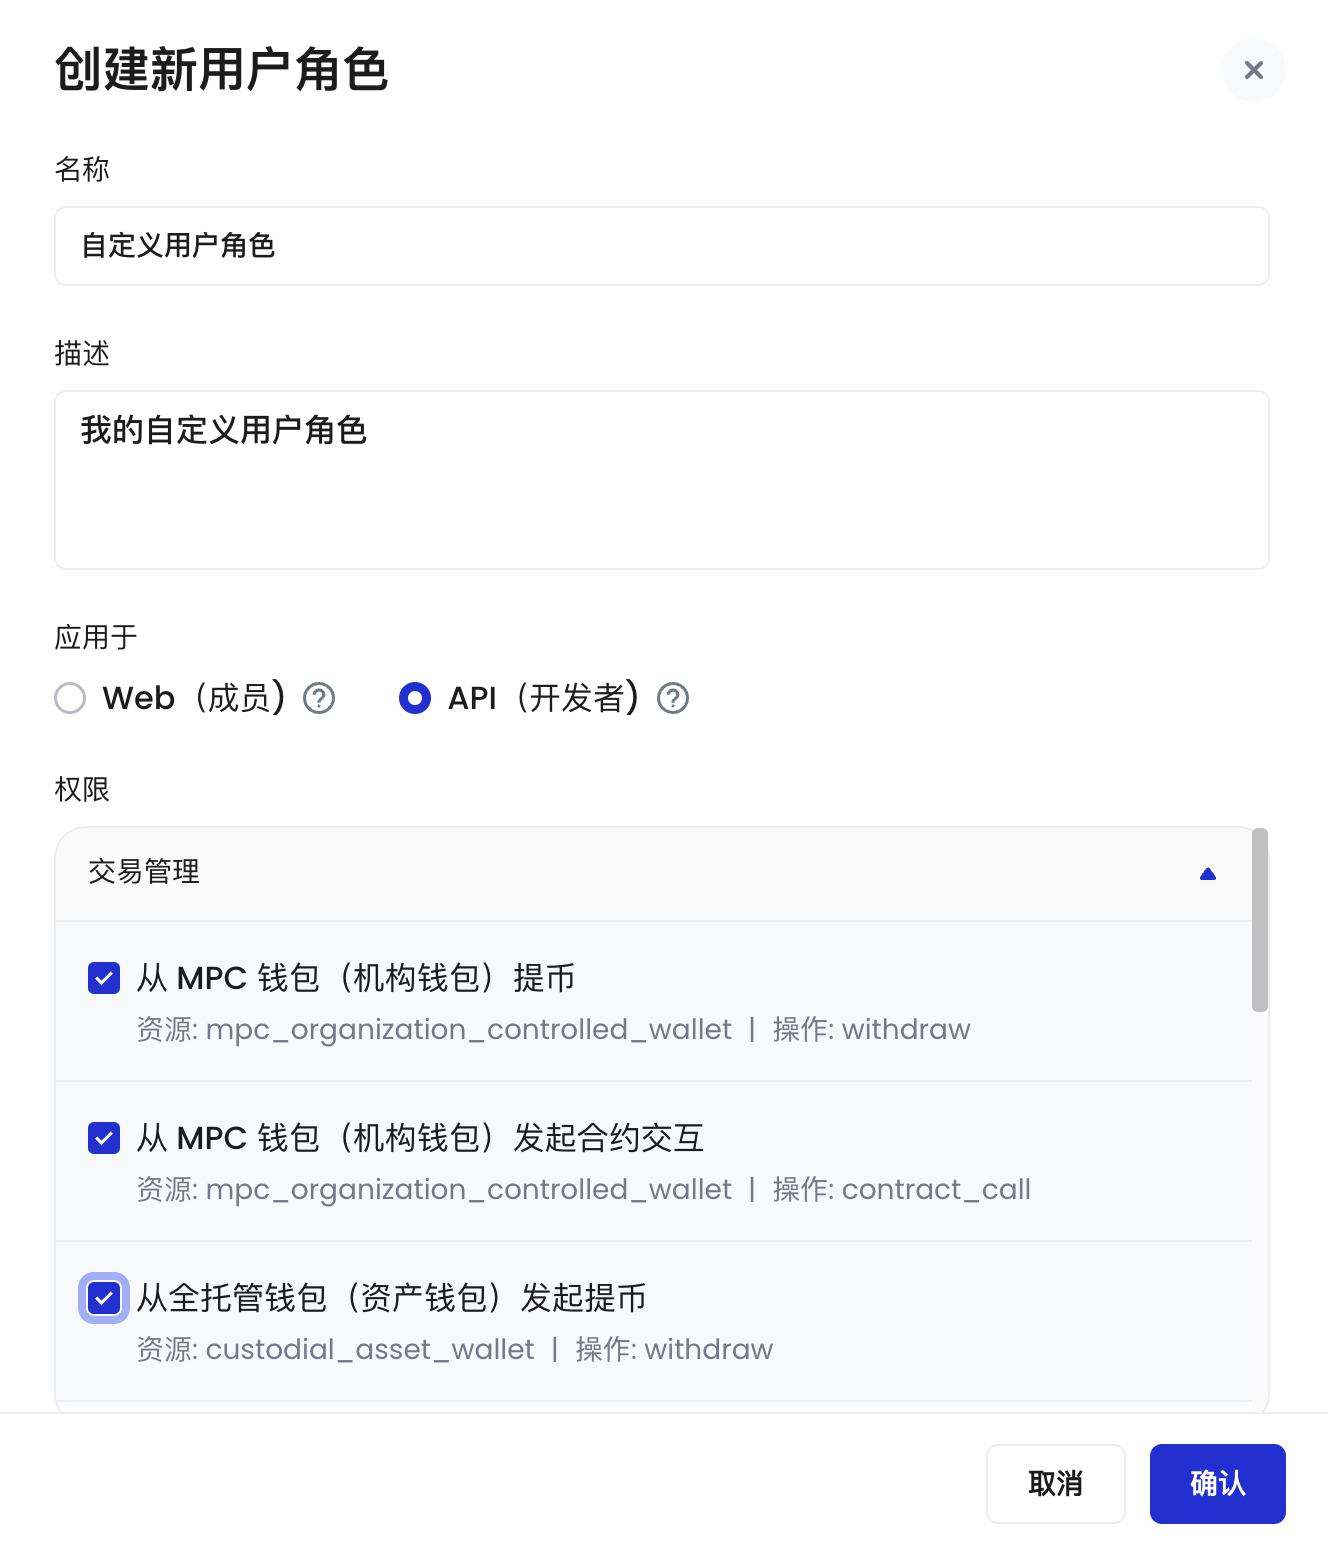 创建新用户角色
名称
自定义用户角色
描述
我的自定义用户角色
应用于
Web（成员） API（开发者）
权限
交易管理
从 MPC 钱包（机构钱包）提币
资源: mpc_organization_controlled_wallet | 操作: withdraw
从 MPC 钱包（机构钱包）发起合约交互
资源: mpc_organization_controlled_wallet | 操作: contract_call
从全托管钱包（资产钱包）发起提币
资源: custodial_asset_wallet | 操作: withdraw
取消 确认